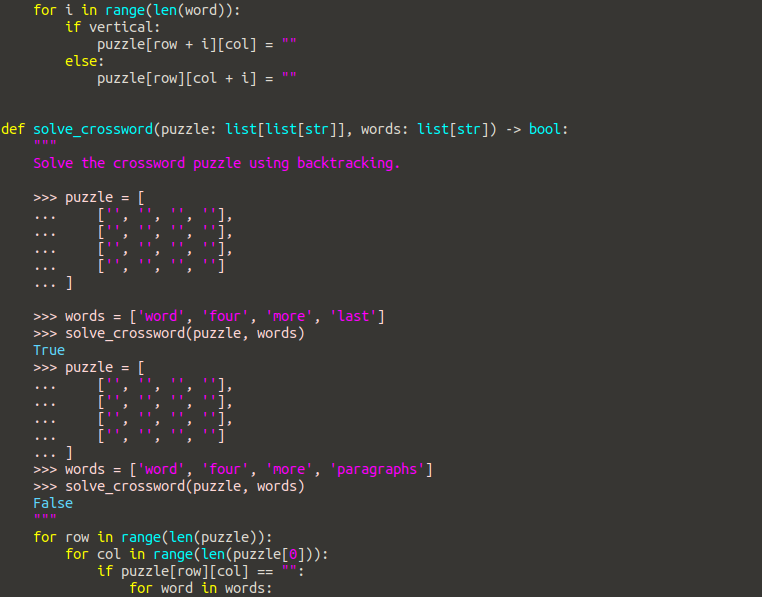 for i in range(len(word)):
        if vertical:
            puzzle[row + i][col] = ""
        else:
            puzzle[row][col + i] = ""


def solve_crossword(puzzle: list[list[str]], words: list[str]) -> bool:
    """
    Solve the crossword puzzle using backtracking.

    >>> puzzle = [
    ...     ['', '', '', ''],
    ...     ['', '', '', ''],
    ...     ['', '', '', ''],
    ...     ['', '', '', '']
    ... ]

    >>> words = ['word', 'four', 'more', 'last']
    >>> solve_crossword(puzzle, words)
    True
    >>> puzzle = [
    ...     ['', '', '', ''],
    ...     ['', '', '', ''],
    ...     ['', '', '', ''],
    ...     ['', '', '', '']
    ... ]
    >>> words = ['word', 'four', 'more', 'paragraphs']
    >>> solve_crossword(puzzle, words)
    False
    """
    for row in range(len(puzzle)):
        for col in range(len(puzzle[0])):
            if puzzle[row][col] == "":
                for word in words: